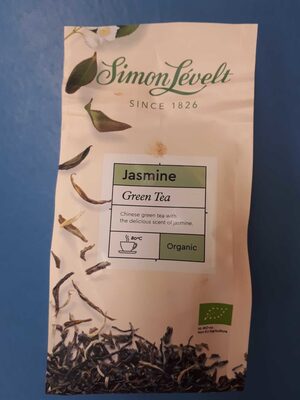 Simon Lévelt
SINCE 1826
Jasmine
Green Tea
Chinese green tea with
the delicious scent of jasmine.
80°C
Organic